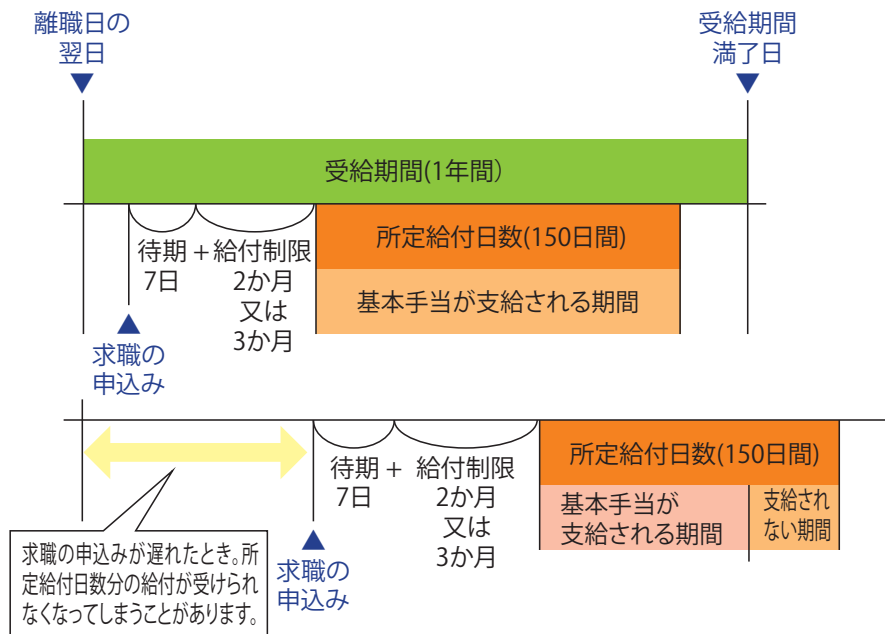 離職日の
翌日
受給期間
満了日
受給期間(1年間)
待期
7日
+
給付制限
2か月
又は
3か月
所定給付日数(150日間)
基本手当が支給される期間
求職の
申込み
待期
7日
+
給付制限
2か月
又は
3か月
所定給付日数(150日間)
基本手当が
支給される期間
支給され
ない期間
求職の
申込み
求職の申込みが遅れたとき。所
定給付日数分の給付が受けられ
なくなってしまうことがあります。